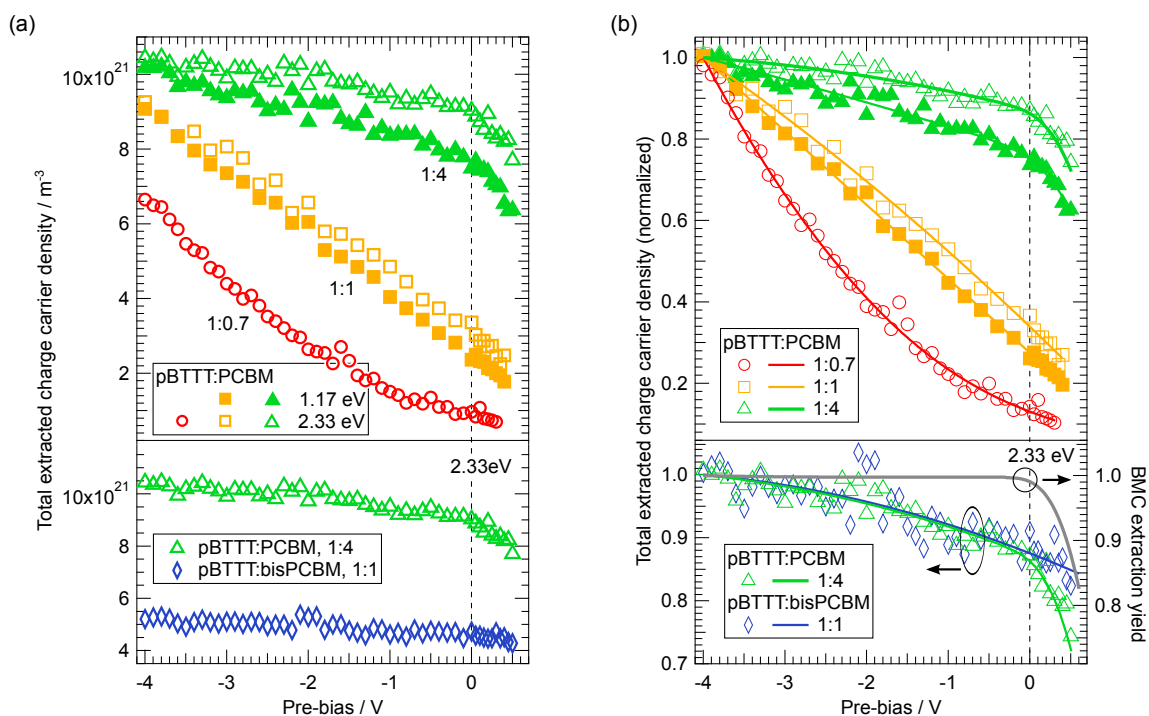 (a)
Total extracted charge carrier density / m⁻³
10x10²¹
8
6
4
2
1:4
1:1
1:0.7
pBTTT:PCBM
1.17 eV
2.33 eV
2.33eV
10x10²¹
8
6
4
pBTTT:PCBM, 1:4
pBTTT:bisPCBM, 1:1
-4 -3 -2 -1 0
Pre-bias / V
(b)
Total extracted charge carrier density (normalized)
1.0
0.8
0.6
0.4
0.2
pBTTT:PCBM
1:0.7
1:1
1:4
2.33 eV
1.0
0.9
0.8
0.7
pBTTT:PCBM
1:4
pBTTT:bisPCBM
1:1
1.0
0.9
0.8
BMC extraction yield
-4 -3 -2 -1 0
Pre-bias / V